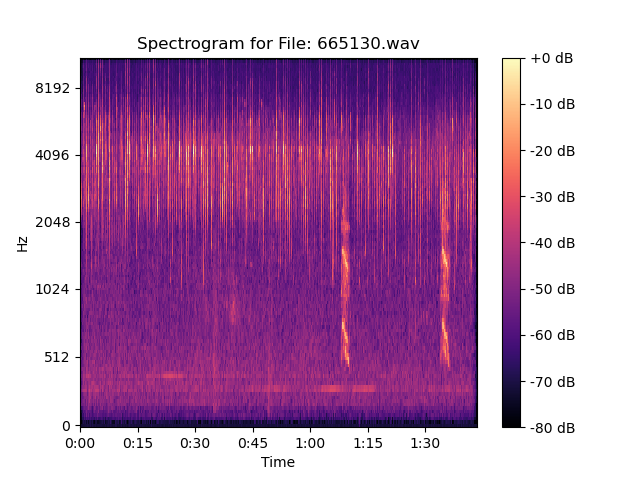 Spectrogram for File: 665130.wav
Hz
8192
4096
2048
1024
512
0
0:00 0:15 0:30 0:45 1:00 1:15 1:30
Time
+0 dB
-10 dB
-20 dB
-30 dB
-40 dB
-50 dB
-60 dB
-70 dB
-80 dB